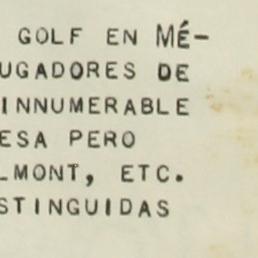 GOLF EN MÉ-
UGADORES DE
INNUMERABLE
ESA PERO
LMONT, ETC.
STINGUIDAS